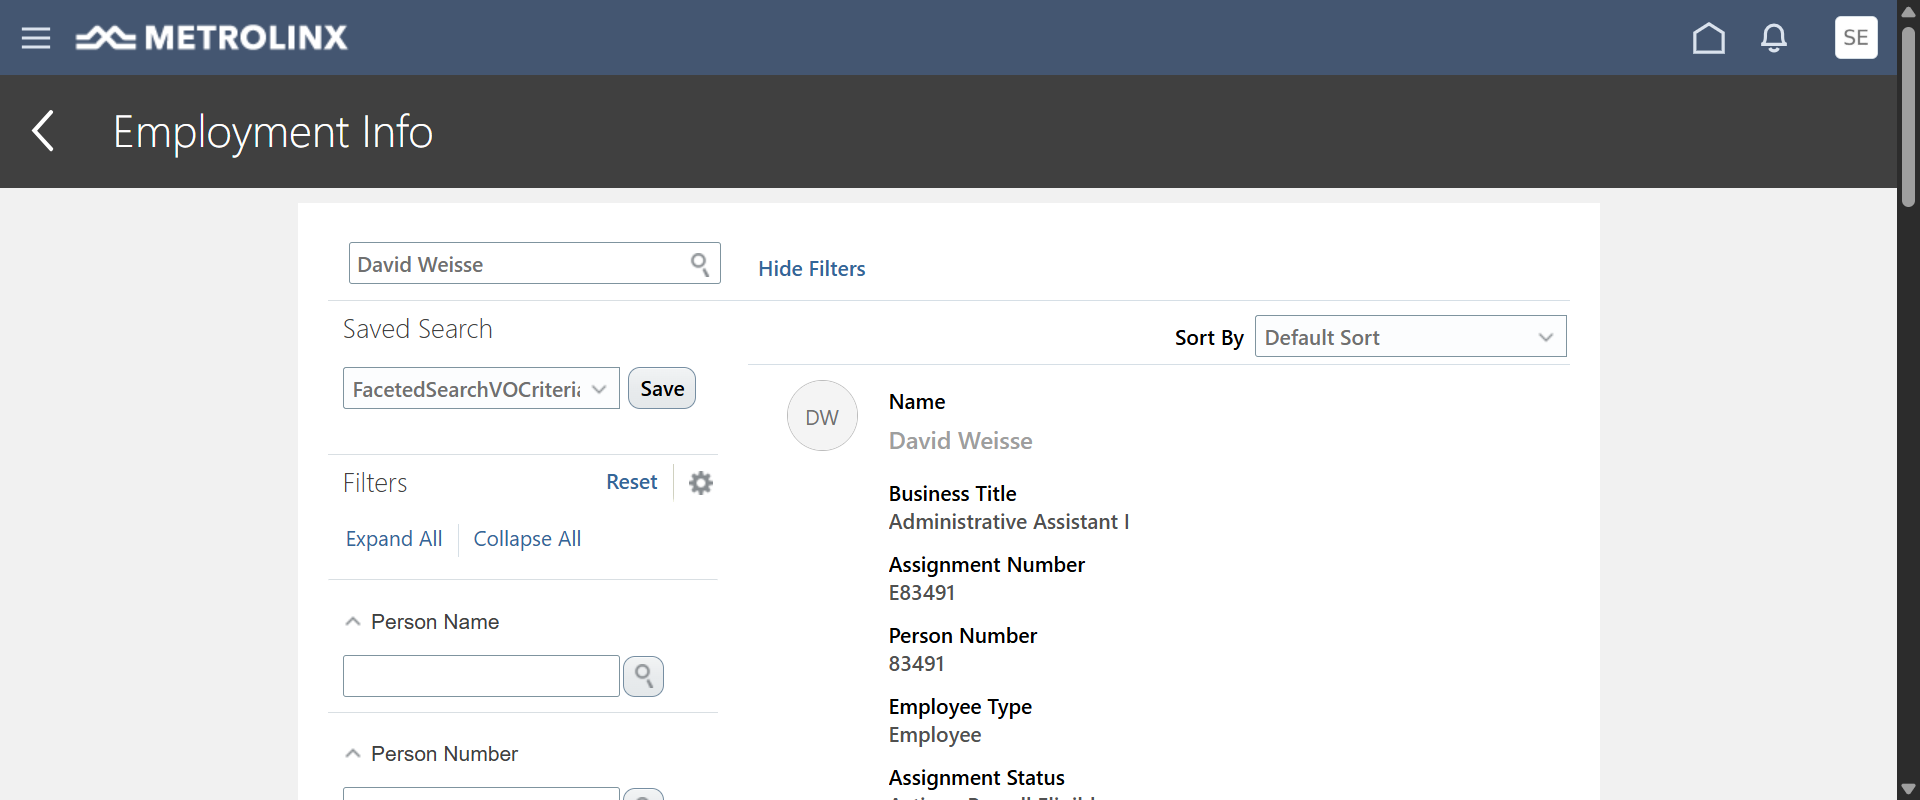 METROLINX
SE
Employment Info
David Weisse
Hide Filters
Saved Search
Sort By
Default Sort
FacetedSearchVOCriteria
Save
Filters
Reset
Expand All
Collapse All
Person Name
Person Number
DW
Name
David Weisse
Business Title
Administrative Assistant I
Assignment Number
E83491
Person Number
83491
Employee Type
Employee
Assignment Status